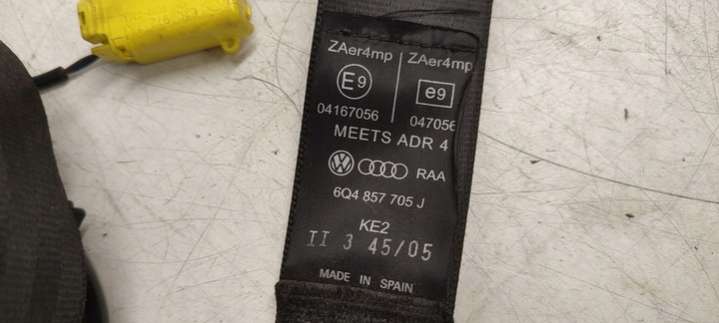 ZAer4mp ZAer4mp
E9 e9
04167056 047056
MEETS ADR 4
RAA
6Q4 857 705 J
KE2
II 3 45/05
MADE IN SPAIN